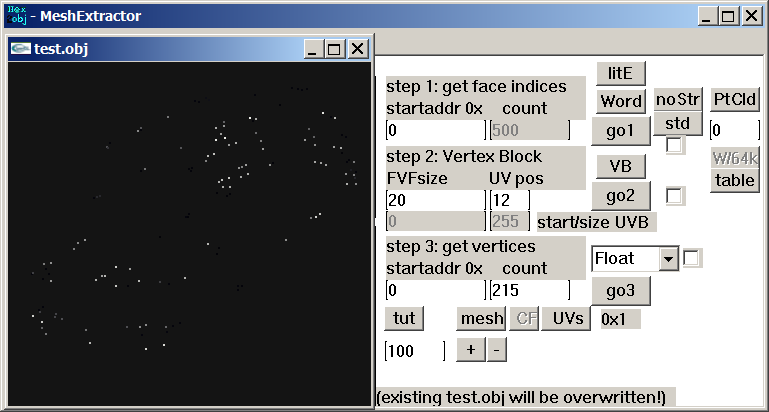 Hex
obj - MeshExtractor
test.obj
litE
step 1: get face indices
noStr PtCld
Word
startaddr 0x count
std
0 500 go1 0
step 2: Vertex Block
W/64k
VB
FVFsize UV pos
table
20 12 go2
0 255 start/size UVB
step 3: get vertices
Float
startaddr 0x count
0 215 go3
tut mesh CF UVs 0x1
100 + -
(existing test.obj will be overwritten!)